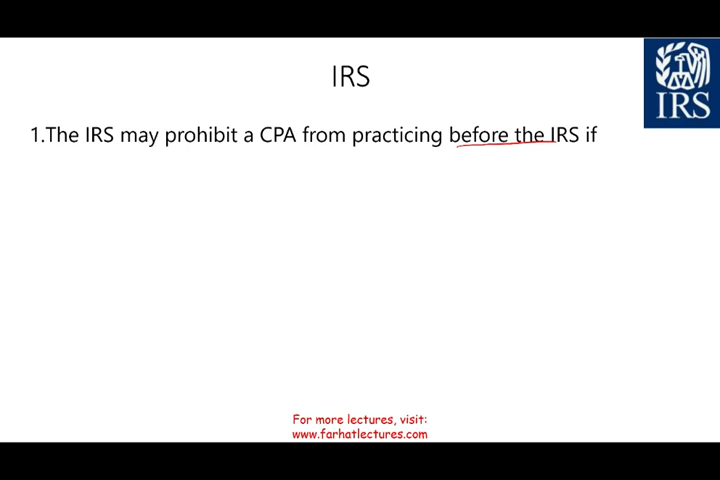 IRS
IRS
1.The IRS may prohibit a CPA from practicing before the IRS if
For more lectures, visit:
www.farhatlectures.com